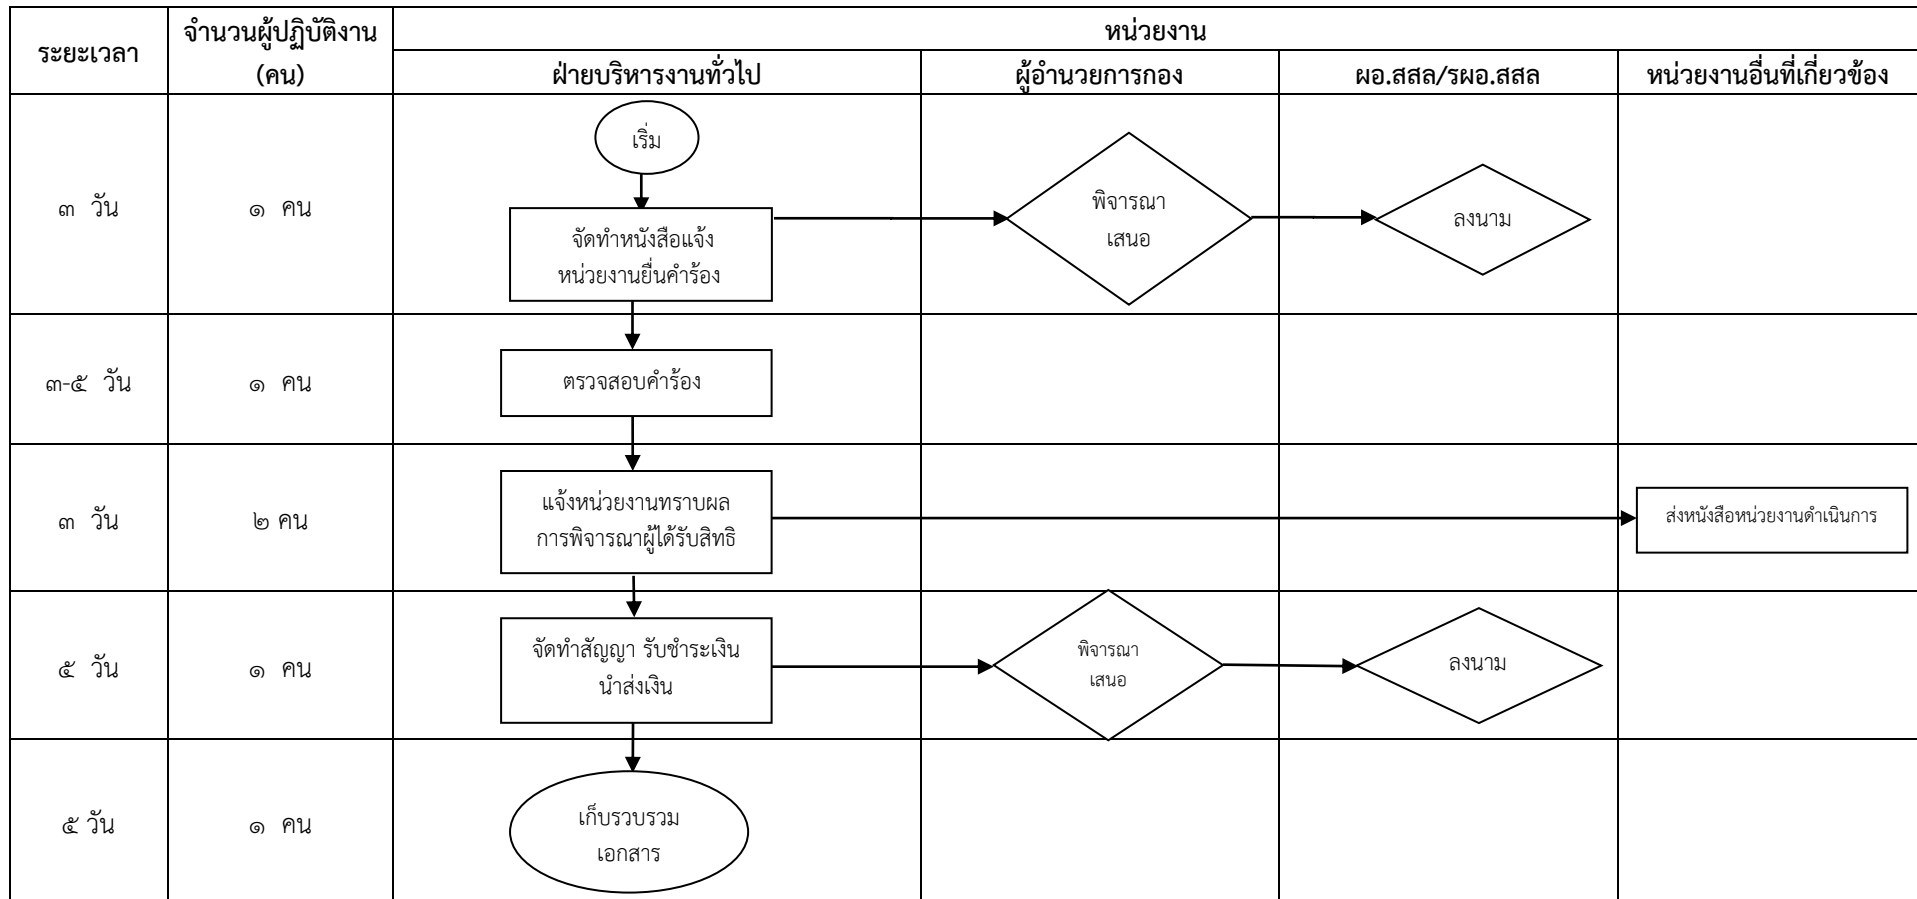 ระยะเวลา
จำนวนผู้ปฏิบัติงาน
(คน)
หน่วยงาน
ฝ่ายบริหารงานทั่วไป
ผู้อำนวยการกอง
ผอ.สสล/รผอ.สสล
หน่วยงานอื่นที่เกี่ยวข้อง
๓ วัน
๑ คน
เริ่ม
จัดทำหนังสือแจ้ง
หน่วยงานยื่นคำร้อง
พิจารณา
เสนอ
ลงนาม
๓-๕ วัน
๑ คน
ตรวจสอบคำร้อง
๓ วัน
๒ คน
แจ้งหน่วยงานทราบผล
การพิจารณาผู้ได้รับสิทธิ
ส่งหนังสือหน่วยงานดำเนินการ
๕ วัน
๑ คน
จัดทำสัญญา รับชำระเงิน
นำส่งเงิน
พิจารณา
เสนอ
ลงนาม
๕ วัน
๑ คน
เก็บรวบรวม
เอกสาร